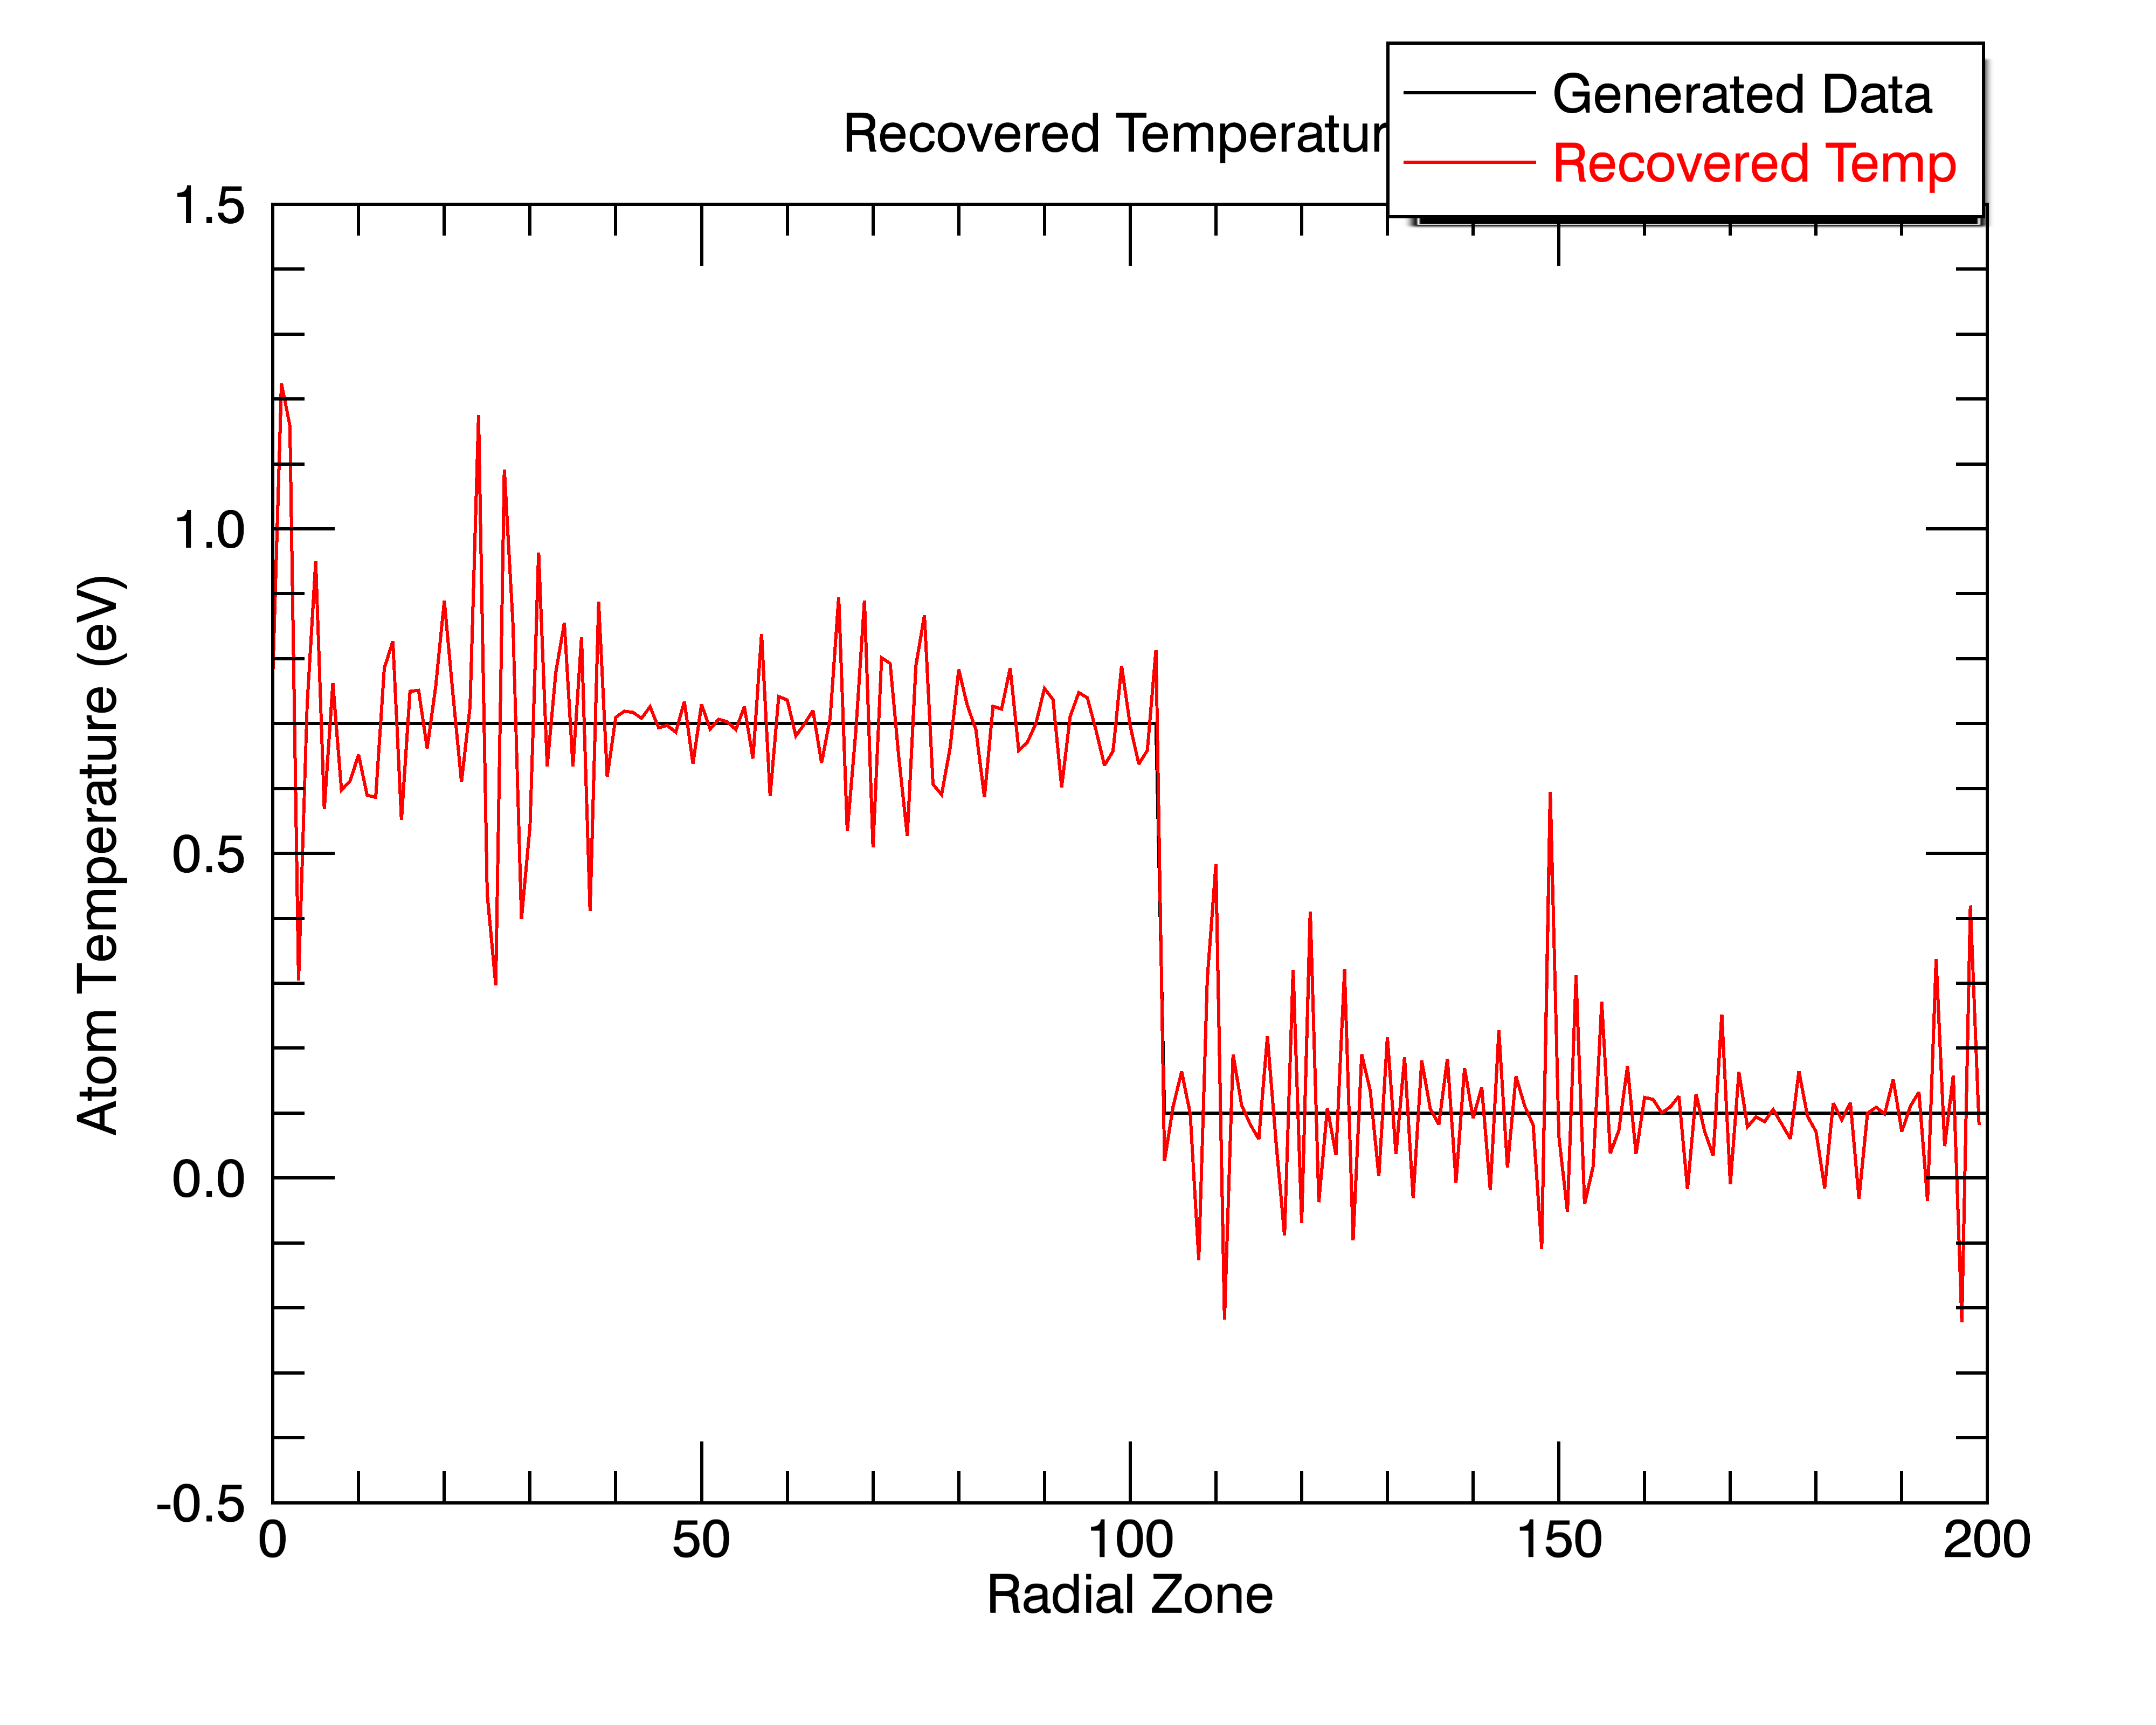 Generated Data
Recovered Temp
Recovered Temperatur
1.5
1.0
0.5
0.0
-0.5
Atom Temperature (eV)
0 50 100 150 200
Radial Zone